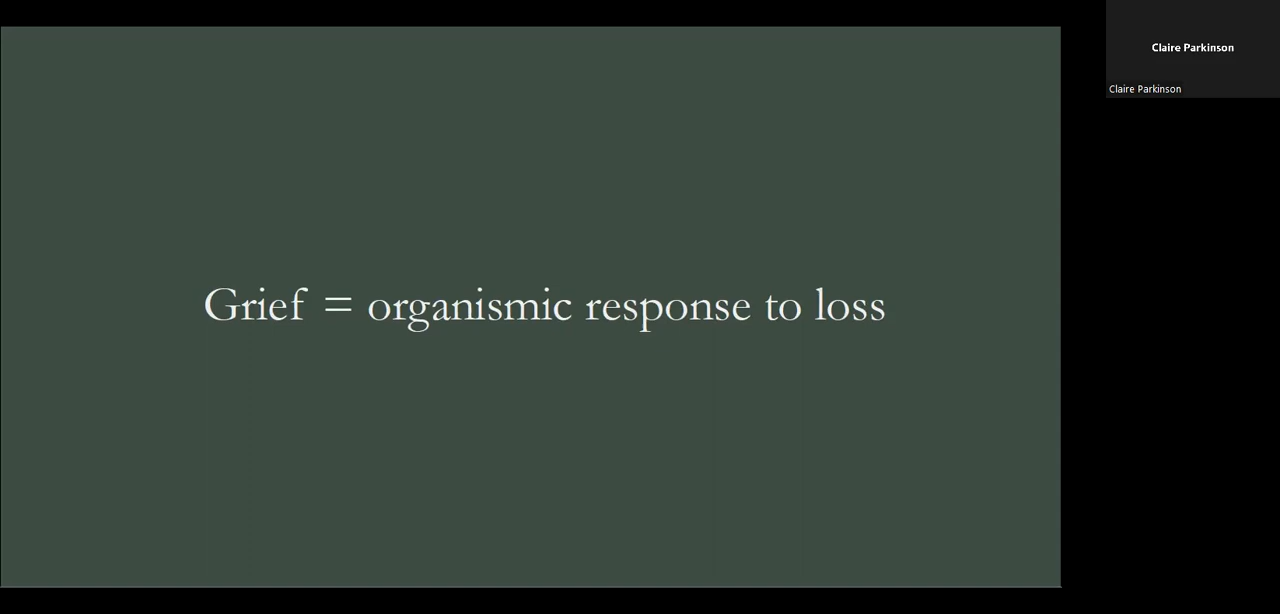 Grief = organismic response to loss
Claire Parkinson
Claire Parkinson